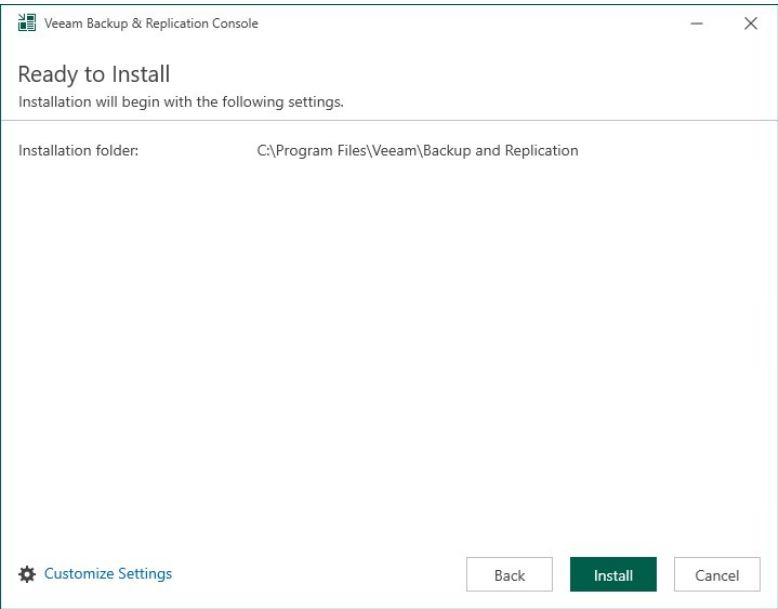 Veeam Backup & Replication Console
Ready to Install
Installation will begin with the following settings.
Installation folder: C:\Program Files\Veeam\Backup and Replication
Customize Settings Back Install Cancel